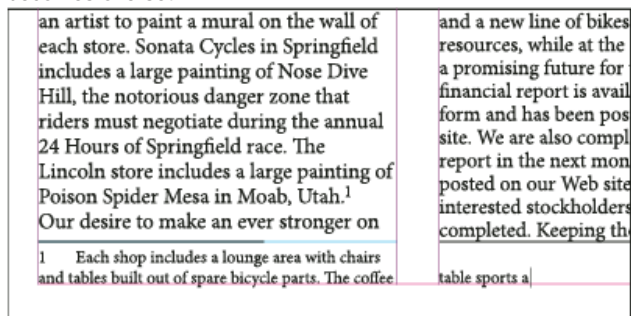 an artist to paint a mural on the wall of
each store. Sonata Cycles in Springfield
includes a large painting of Nose Dive
Hill, the notorious danger zone that
riders must negotiate during the annual
24 Hours of Springfield race. The
Lincoln store includes a large painting of
Poison Spider Mesa in Moab, Utah.¹
Our desire to make an ever stronger on
1 Each shop includes a lounge area with chairs
and tables built out of spare bicycle parts. The coffee
and a new line of bikes
resources, while at the
a promising future for
financial report is avail
form and has been pos
site. We are also compl
report in the next mon
posted on our Web site
interested stockholders
completed. Keeping th
table sports a